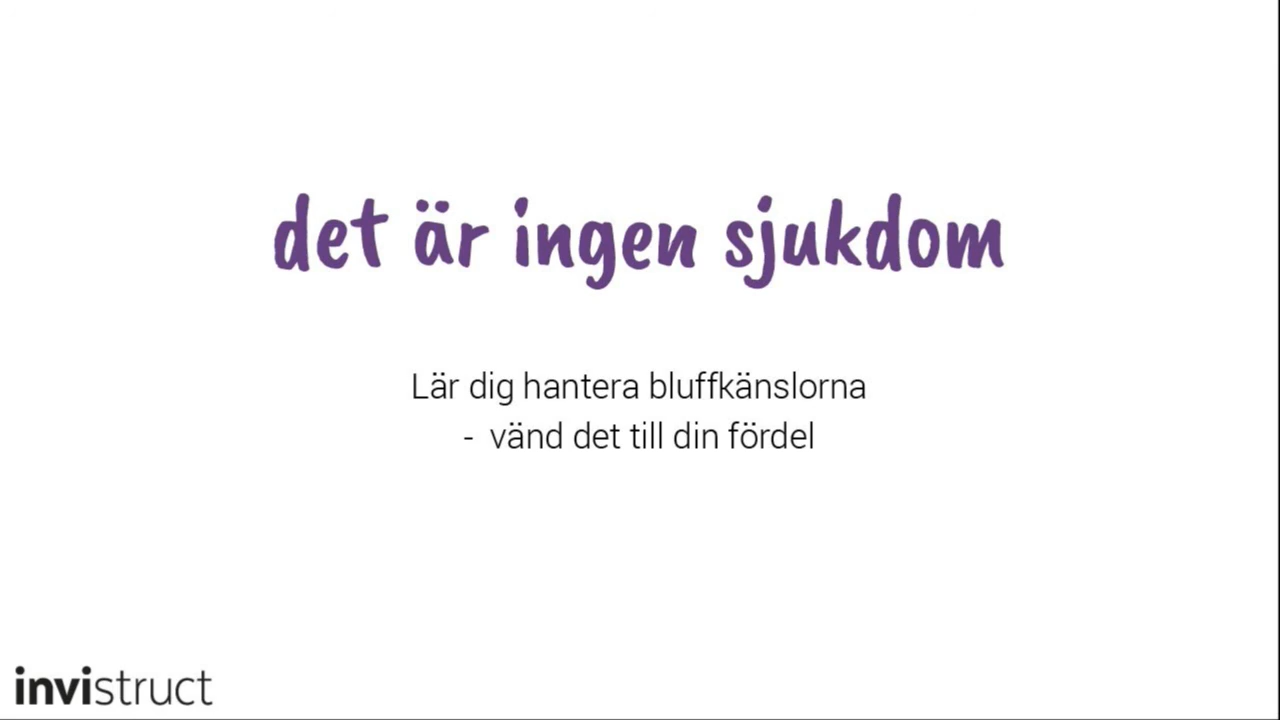 det är ingen sjukdom
Lär dig hantera bluffkänslorna
- vänd det till din fördel
invistruct